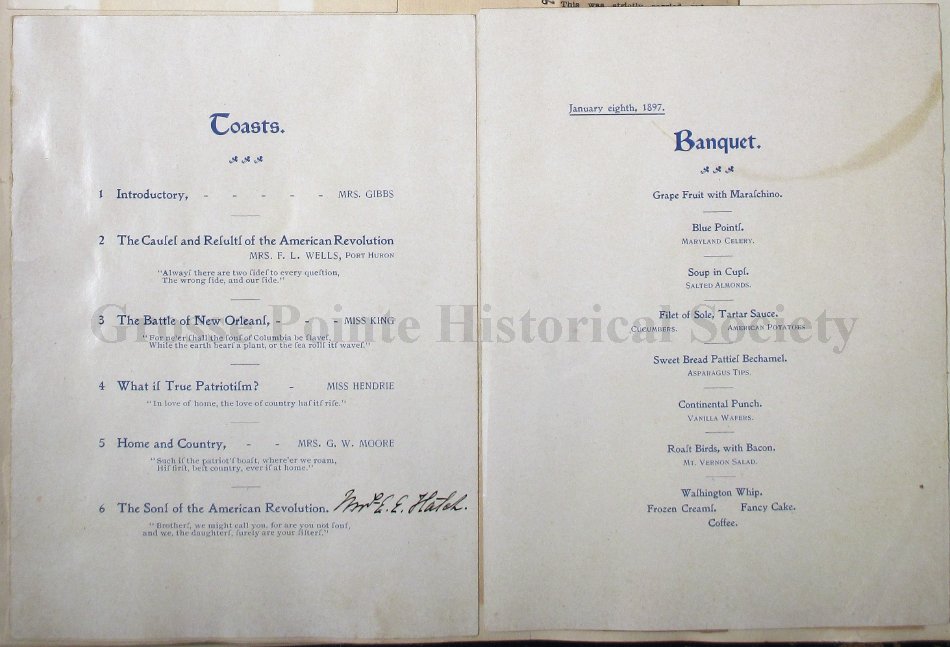 This was strictly carried
Toasts.
1 Introductory, - - - - - MRS. GIBBS
2 The Cauſeſ and Reſultſ of the American Revolution
MRS. F. L. WELLS, PORT HURON
"Alwayſ there are two ſideſ to every queſtion,
The wrong ſide, and our ſide."
3 The Battle of New Orleanſ, - - - MISS KING
"For ne'er ſhall the ſonſ of Columbia be ſlaveſ,
While the earth bearſ a plant, or the ſea rollſ itſ waveſ."
4 What iſ True Patriotiſm? - MISS HENDRIE
"In love of home, the love of country haſ itſ riſe."
5 Home and Country, - - MRS. G. W. MOORE
"Such iſ the patriot'ſ boaſt, where'er we roam,
Hiſ firſt, beſt country, ever iſ at home."
6 The Sonſ of the American Revolution. Mrs E. E. Hatch.
"Brotherſ, we might call you, for are you not ſonſ,
and we, the daughterſ, ſurely are your ſiſterſ."
January eighth, 1897.
Banquet.
Grape Fruit with Maraſchino.
Blue Pointſ.
MARYLAND CELERY.
Soup in Cupſ.
SALTED ALMONDS.
Filet of Sole, Tartar Sauce.
CUCUMBERS. AMERICAN POTATOES
Sweet Bread Pattieſ Bechamel.
ASPARAGUS TIPS.
Continental Punch.
VANILLA WAFERS.
Roaſt Birds, with Bacon.
MT. VERNON SALAD.
Waſhington Whip.
Frozen Creamſ. Fancy Cake.
Coffee.
Grosse Pointe Historical Society